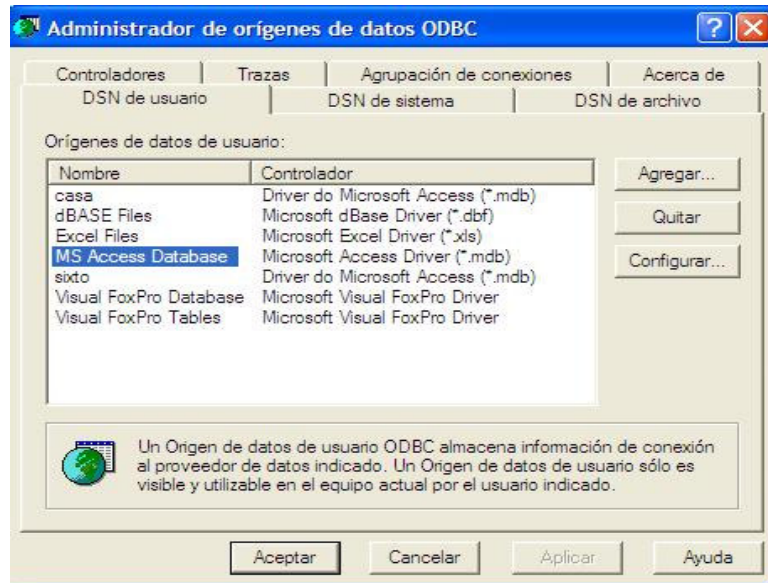 Administrador de orígenes de datos ODBC
Controladores Trazas Agrupación de conexiones Acerca de
DSN de usuario DSN de sistema DSN de archivo
Orígenes de datos de usuario:
Nombre Controlador
casa Driver do Microsoft Access (*.mdb)
dBASE Files Microsoft dBase Driver (*.dbf)
Excel Files Microsoft Excel Driver (*.xls)
MS Access Database Microsoft Access Driver (*.mdb)
sixto Driver do Microsoft Access (*.mdb)
Visual FoxPro Database Microsoft Visual FoxPro Driver
Visual FoxPro Tables Microsoft Visual FoxPro Driver
Agregar...
Quitar
Configurar...
Un Origen de datos de usuario ODBC almacena información de conexión
al proveedor de datos indicado. Un Origen de datos de usuario sólo es
visible y utilizable en el equipo actual por el usuario indicado.
Aceptar Cancelar Aplicar Ayuda